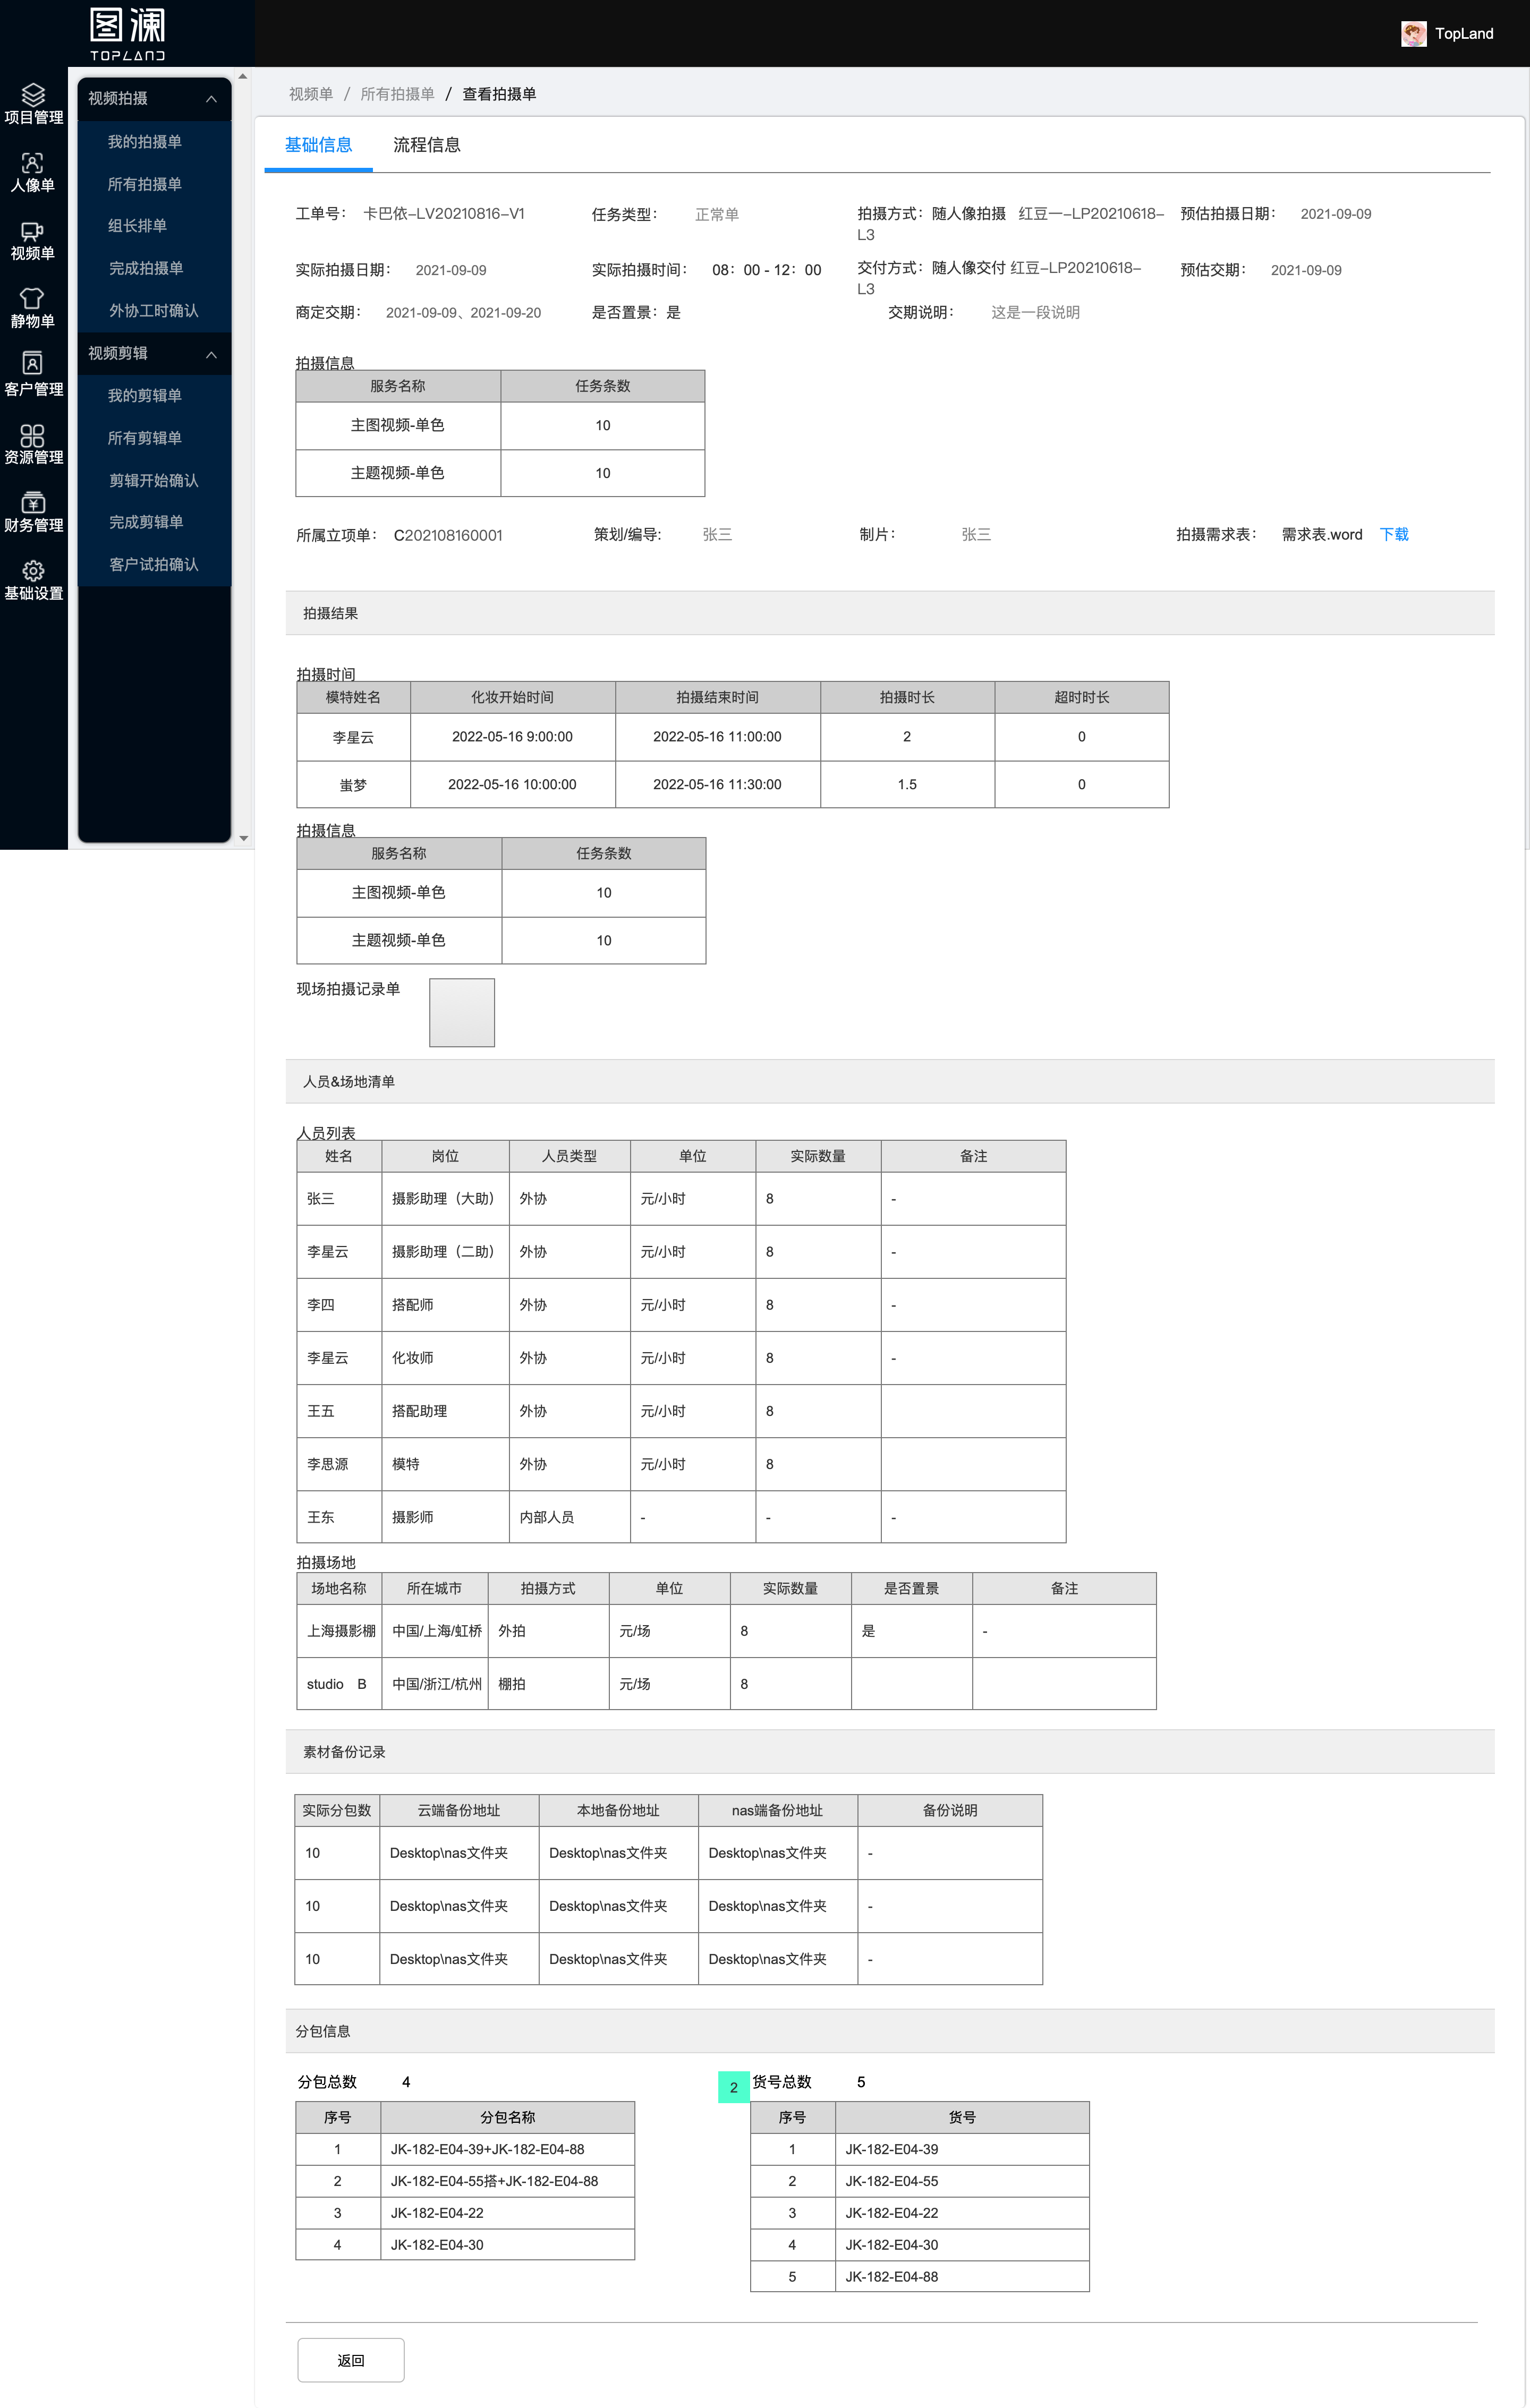 图澜
TOPLAND
TopLand
项目管理
人像单
视频单
静物单
客户管理
资源管理
财务管理
基础设置
视频拍摄
我的拍摄单
所有拍摄单
组长排单
完成拍摄单
外协工时确认
视频剪辑
我的剪辑单
所有剪辑单
剪辑开始确认
完成剪辑单
客户试拍确认
视频单 / 所有拍摄单 / 查看拍摄单
基础信息 流程信息
工单号： 卡巴依–LV20210816–V1 任务类型： 正常单 拍摄方式：随人像拍摄 红豆一–LP20210618–L3 预估拍摄日期： 2021-09-09
实际拍摄日期： 2021-09-09 实际拍摄时间： 08：00 - 12：00 交付方式：随人像交付 红豆–LP20210618–L3 预估交期： 2021-09-09
商定交期： 2021-09-09、2021-09-20 是否置景：是 交期说明： 这是一段说明
拍摄信息
服务名称 任务条数
主图视频-单色 10
主题视频-单色 10
所属立项单： C202108160001 策划/编导: 张三 制片： 张三 拍摄需求表： 需求表.word 下载
拍摄结果
拍摄时间
模特姓名 化妆开始时间 拍摄结束时间 拍摄时长 超时时长
李星云 2022-05-16 9:00:00 2022-05-16 11:00:00 2 0
蚩梦 2022-05-16 10:00:00 2022-05-16 11:30:00 1.5 0
拍摄信息
服务名称 任务条数
主图视频-单色 10
主题视频-单色 10
现场拍摄记录单
人员&场地清单
人员列表
姓名 岗位 人员类型 单位 实际数量 备注
张三 摄影助理（大助） 外协 元/小时 8 -
李星云 摄影助理（二助） 外协 元/小时 8 -
李四 搭配师 外协 元/小时 8 -
李星云 化妆师 外协 元/小时 8 -
王五 搭配助理 外协 元/小时 8
李思源 模特 外协 元/小时 8
王东 摄影师 内部人员 - - -
拍摄场地
场地名称 所在城市 拍摄方式 单位 实际数量 是否置景 备注
上海摄影棚 中国/上海/虹桥 外拍 元/场 8 是 -
studio B 中国/浙江/杭州 棚拍 元/场 8
素材备份记录
实际分包数 云端备份地址 本地备份地址 nas端备份地址 备份说明
10 Desktop\nas文件夹 Desktop\nas文件夹 Desktop\nas文件夹 -
10 Desktop\nas文件夹 Desktop\nas文件夹 Desktop\nas文件夹 -
10 Desktop\nas文件夹 Desktop\nas文件夹 Desktop\nas文件夹 -
分包信息
分包总数 4
序号 分包名称
1 JK-182-E04-39+JK-182-E04-88
2 JK-182-E04-55搭+JK-182-E04-88
3 JK-182-E04-22
4 JK-182-E04-30
2 货号总数 5
序号 货号
1 JK-182-E04-39
2 JK-182-E04-55
3 JK-182-E04-22
4 JK-182-E04-30
5 JK-182-E04-88
返回